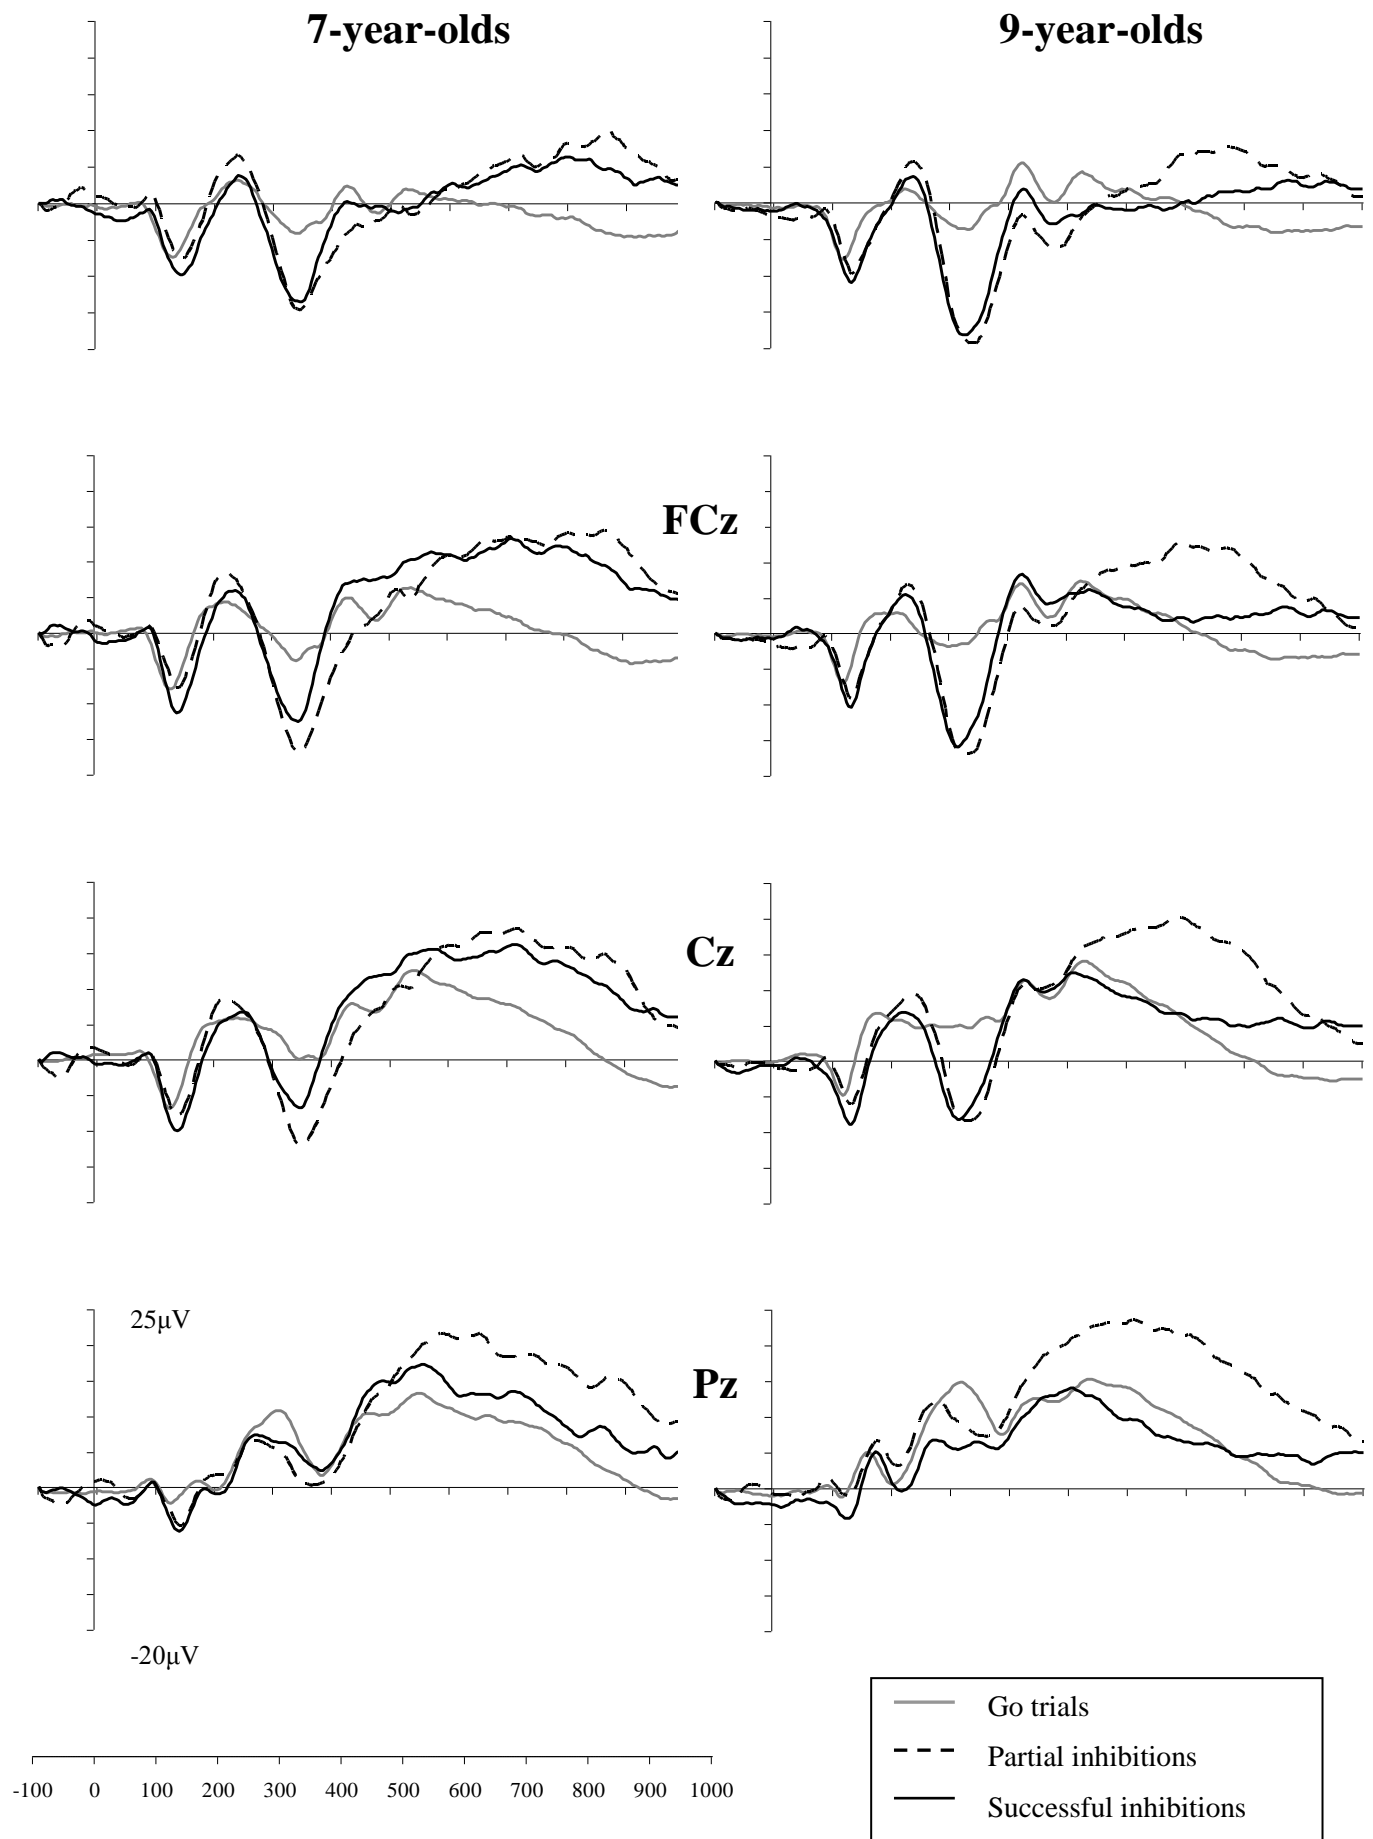 7-year-olds
9-year-olds
FCz
Cz
25µV
Pz
-20µV
Go trials
Partial inhibitions
Successful inhibitions
-100 0 100 200 300 400 500 600 700 800 900 1000